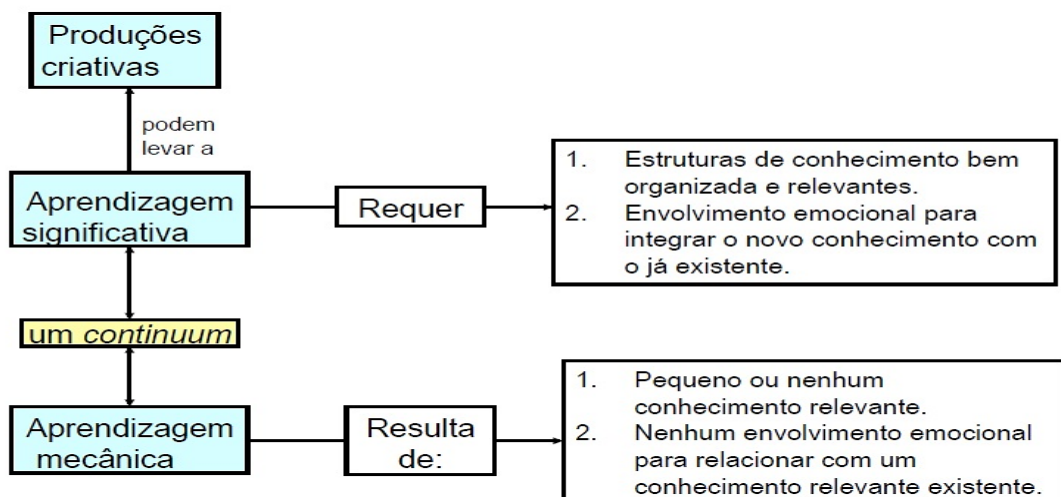 Produções
criativas
podem
levar a
Aprendizagem
significativa
Requer
1. Estruturas de conhecimento bem
organizada e relevantes.
2. Envolvimento emocional para
integrar o novo conhecimento com
o já existente.
um continuum
Aprendizagem
mecânica
Resulta
de:
1. Pequeno ou nenhum
conhecimento relevante.
2. Nenhum envolvimento emocional
para relacionar com um
conhecimento relevante existente.